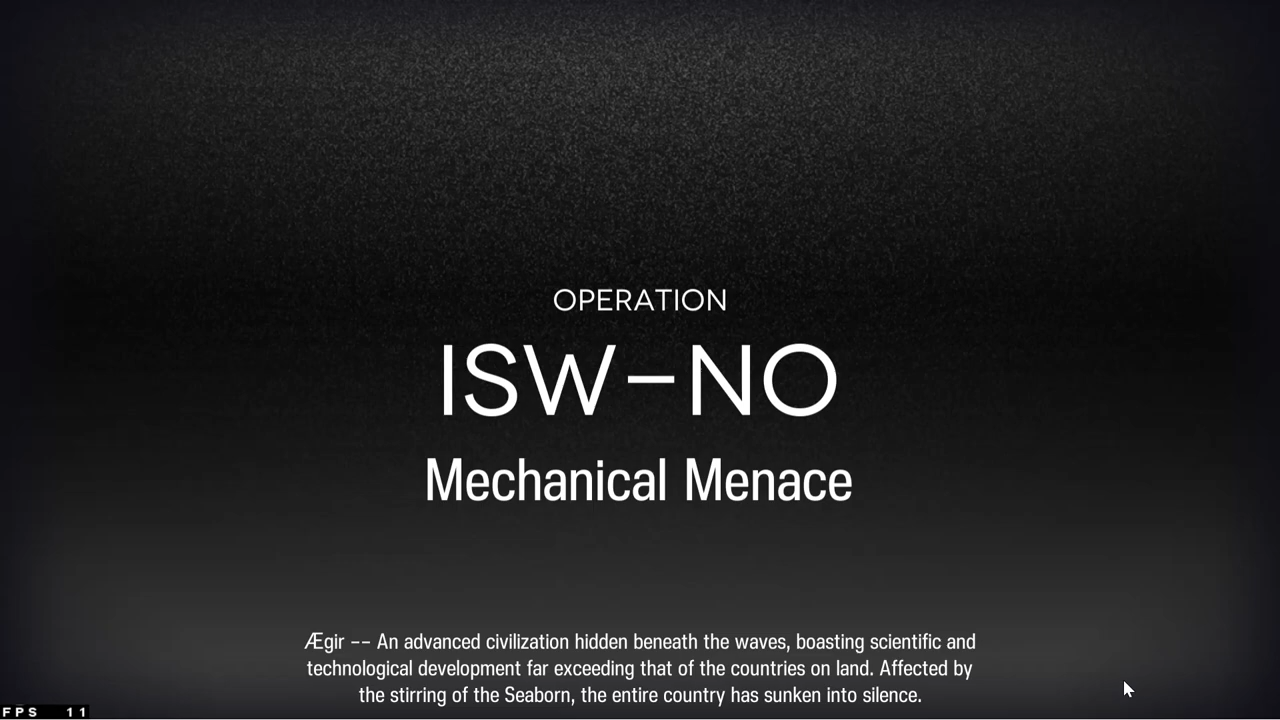 OPERATION
ISW-NO
Mechanical Menace
Ægir -- An advanced civilization hidden beneath the waves, boasting scientific and
technological development far exceeding that of the countries on land. Affected by
the stirring of the Seaborn, the entire country has sunken into silence.
FPS 11